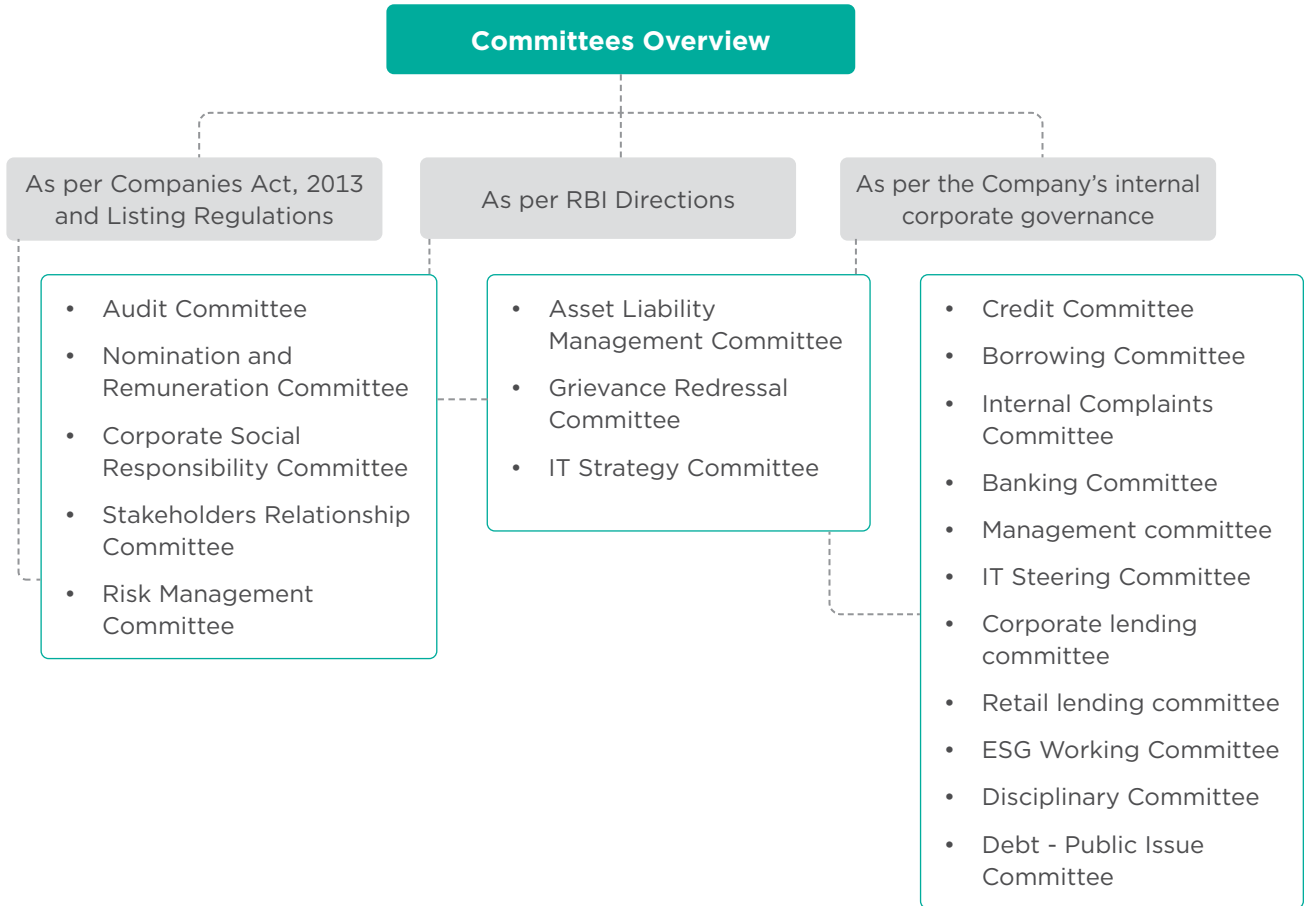 Committees Overview
As per Companies Act, 2013
and Listing Regulations
As per RBI Directions
As per the Company’s internal
corporate governance
• Audit Committee
• Nomination and
Remuneration Committee
• Corporate Social
Responsibility Committee
• Stakeholders Relationship
Committee
• Risk Management
Committee
• Asset Liability
Management Committee
• Grievance Redressal
Committee
• IT Strategy Committee
• Credit Committee
• Borrowing Committee
• Internal Complaints
Committee
• Banking Committee
• Management committee
• IT Steering Committee
• Corporate lending
committee
• Retail lending committee
• ESG Working Committee
• Disciplinary Committee
• Debt - Public Issue
Committee